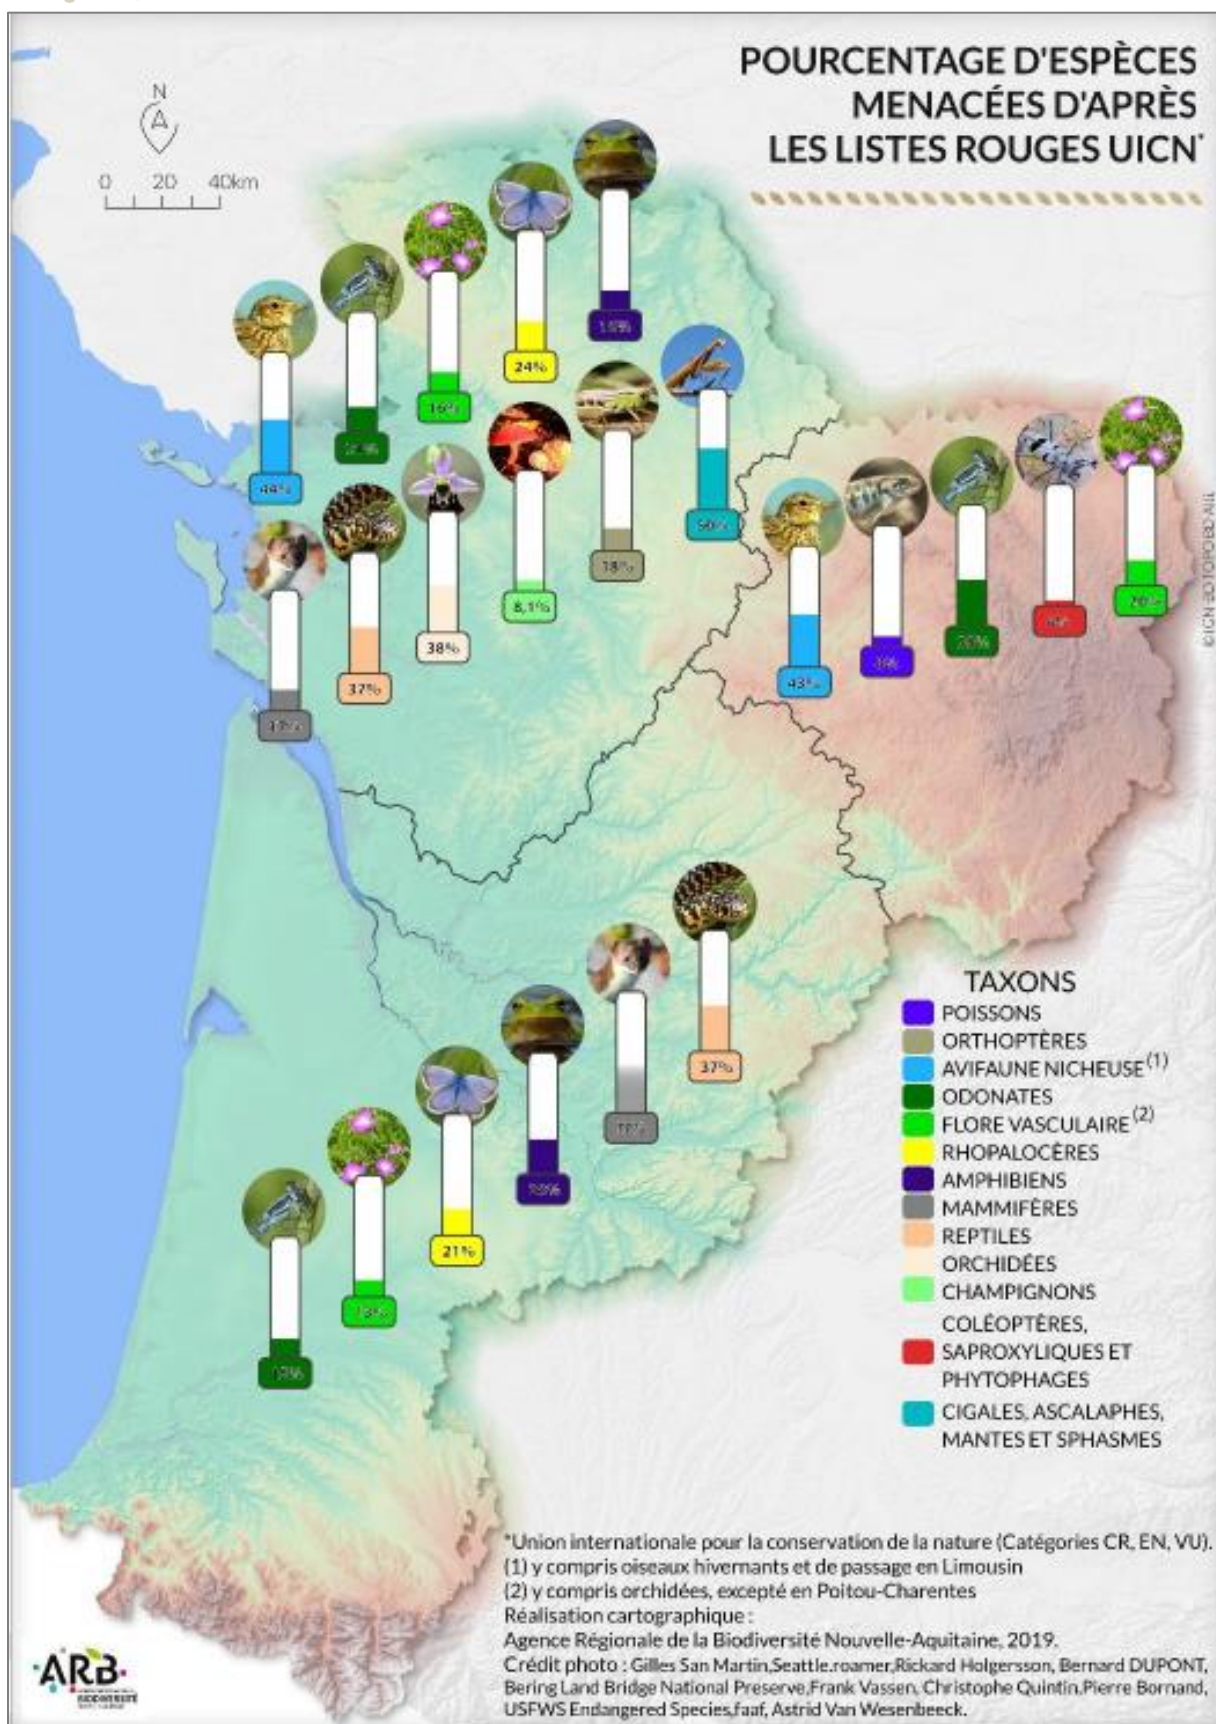 POURCENTAGE D'ESPÈCES
MENACÉES D'APRÈS
LES LISTES ROUGES UICN*
N
0 20 40km
24%
16%
44%
50%
18%
8,1%
38%
37%
17%
43%
20%
37%
21%
13%
TAXONS
POISSONS
ORTHOPTÈRES
AVIFAUNE NICHEUSE(1)
ODONATES
FLORE VASCULAIRE(2)
RHOPALOCÈRES
AMPHIBIENS
MAMMIFÈRES
REPTILES
ORCHIDÉES
CHAMPIGNONS
COLÉOPTÈRES,
SAPROXYLIQUES ET
PHYTOPHAGES
CIGALES, ASCALAPHES,
MANTES ET SPHASMES
*Union internationale pour la conservation de la nature (Catégories CR, EN, VU).
(1) y compris oiseaux hivernants et de passage en Limousin
(2) y compris orchidées, excepté en Poitou-Charentes
Réalisation cartographique :
Agence Régionale de la Biodiversité Nouvelle-Aquitaine, 2019.
Crédit photo : Gilles San Martin,Seattle.roamer,Rickard Holgersson, Bernard DUPONT,
Bering Land Bridge National Preserve,Frank Vassen, Christophe Quintin,Pierre Bornand,
USFWS Endangered Species,faaf, Astrid Van Wesenbeeck.
ARB
BIODIVERSITÉ